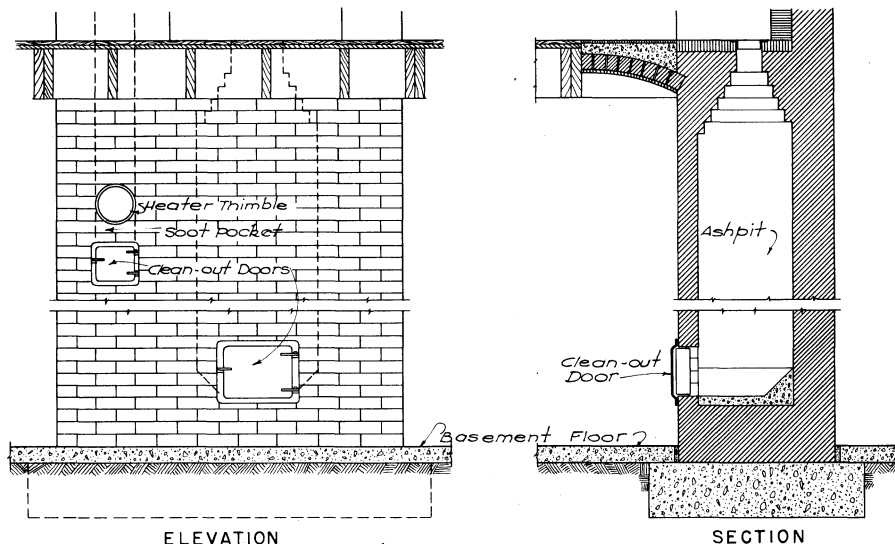 Heater Thimble
Soot Pocket
Clean-out Doors
Ashpit
Clean-out
Door
Basement Floor
ELEVATION
SECTION